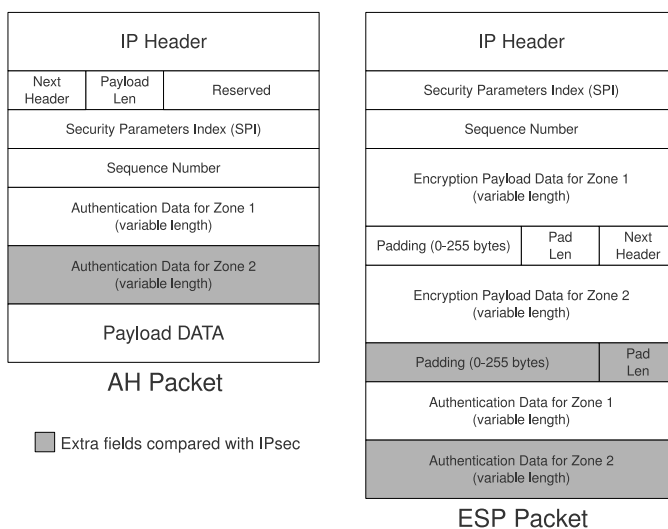 IP Header
Next
Header
Payload
Len
Reserved
Security Parameters Index (SPI)
Sequence Number
Authentication Data for Zone 1
(variable length)
Authentication Data for Zone 2
(variable length)
Payload DATA
AH Packet
Extra fields compared with IPsec
IP Header
Security Parameters Index (SPI)
Sequence Number
Encryption Payload Data for Zone 1
(variable length)
Padding (0-255 bytes)
Pad
Len
Next
Header
Encryption Payload Data for Zone 2
(variable length)
Padding (0-255 bytes)
Pad
Len
Authentication Data for Zone 1
(variable length)
Authentication Data for Zone 2
(variable length)
ESP Packet